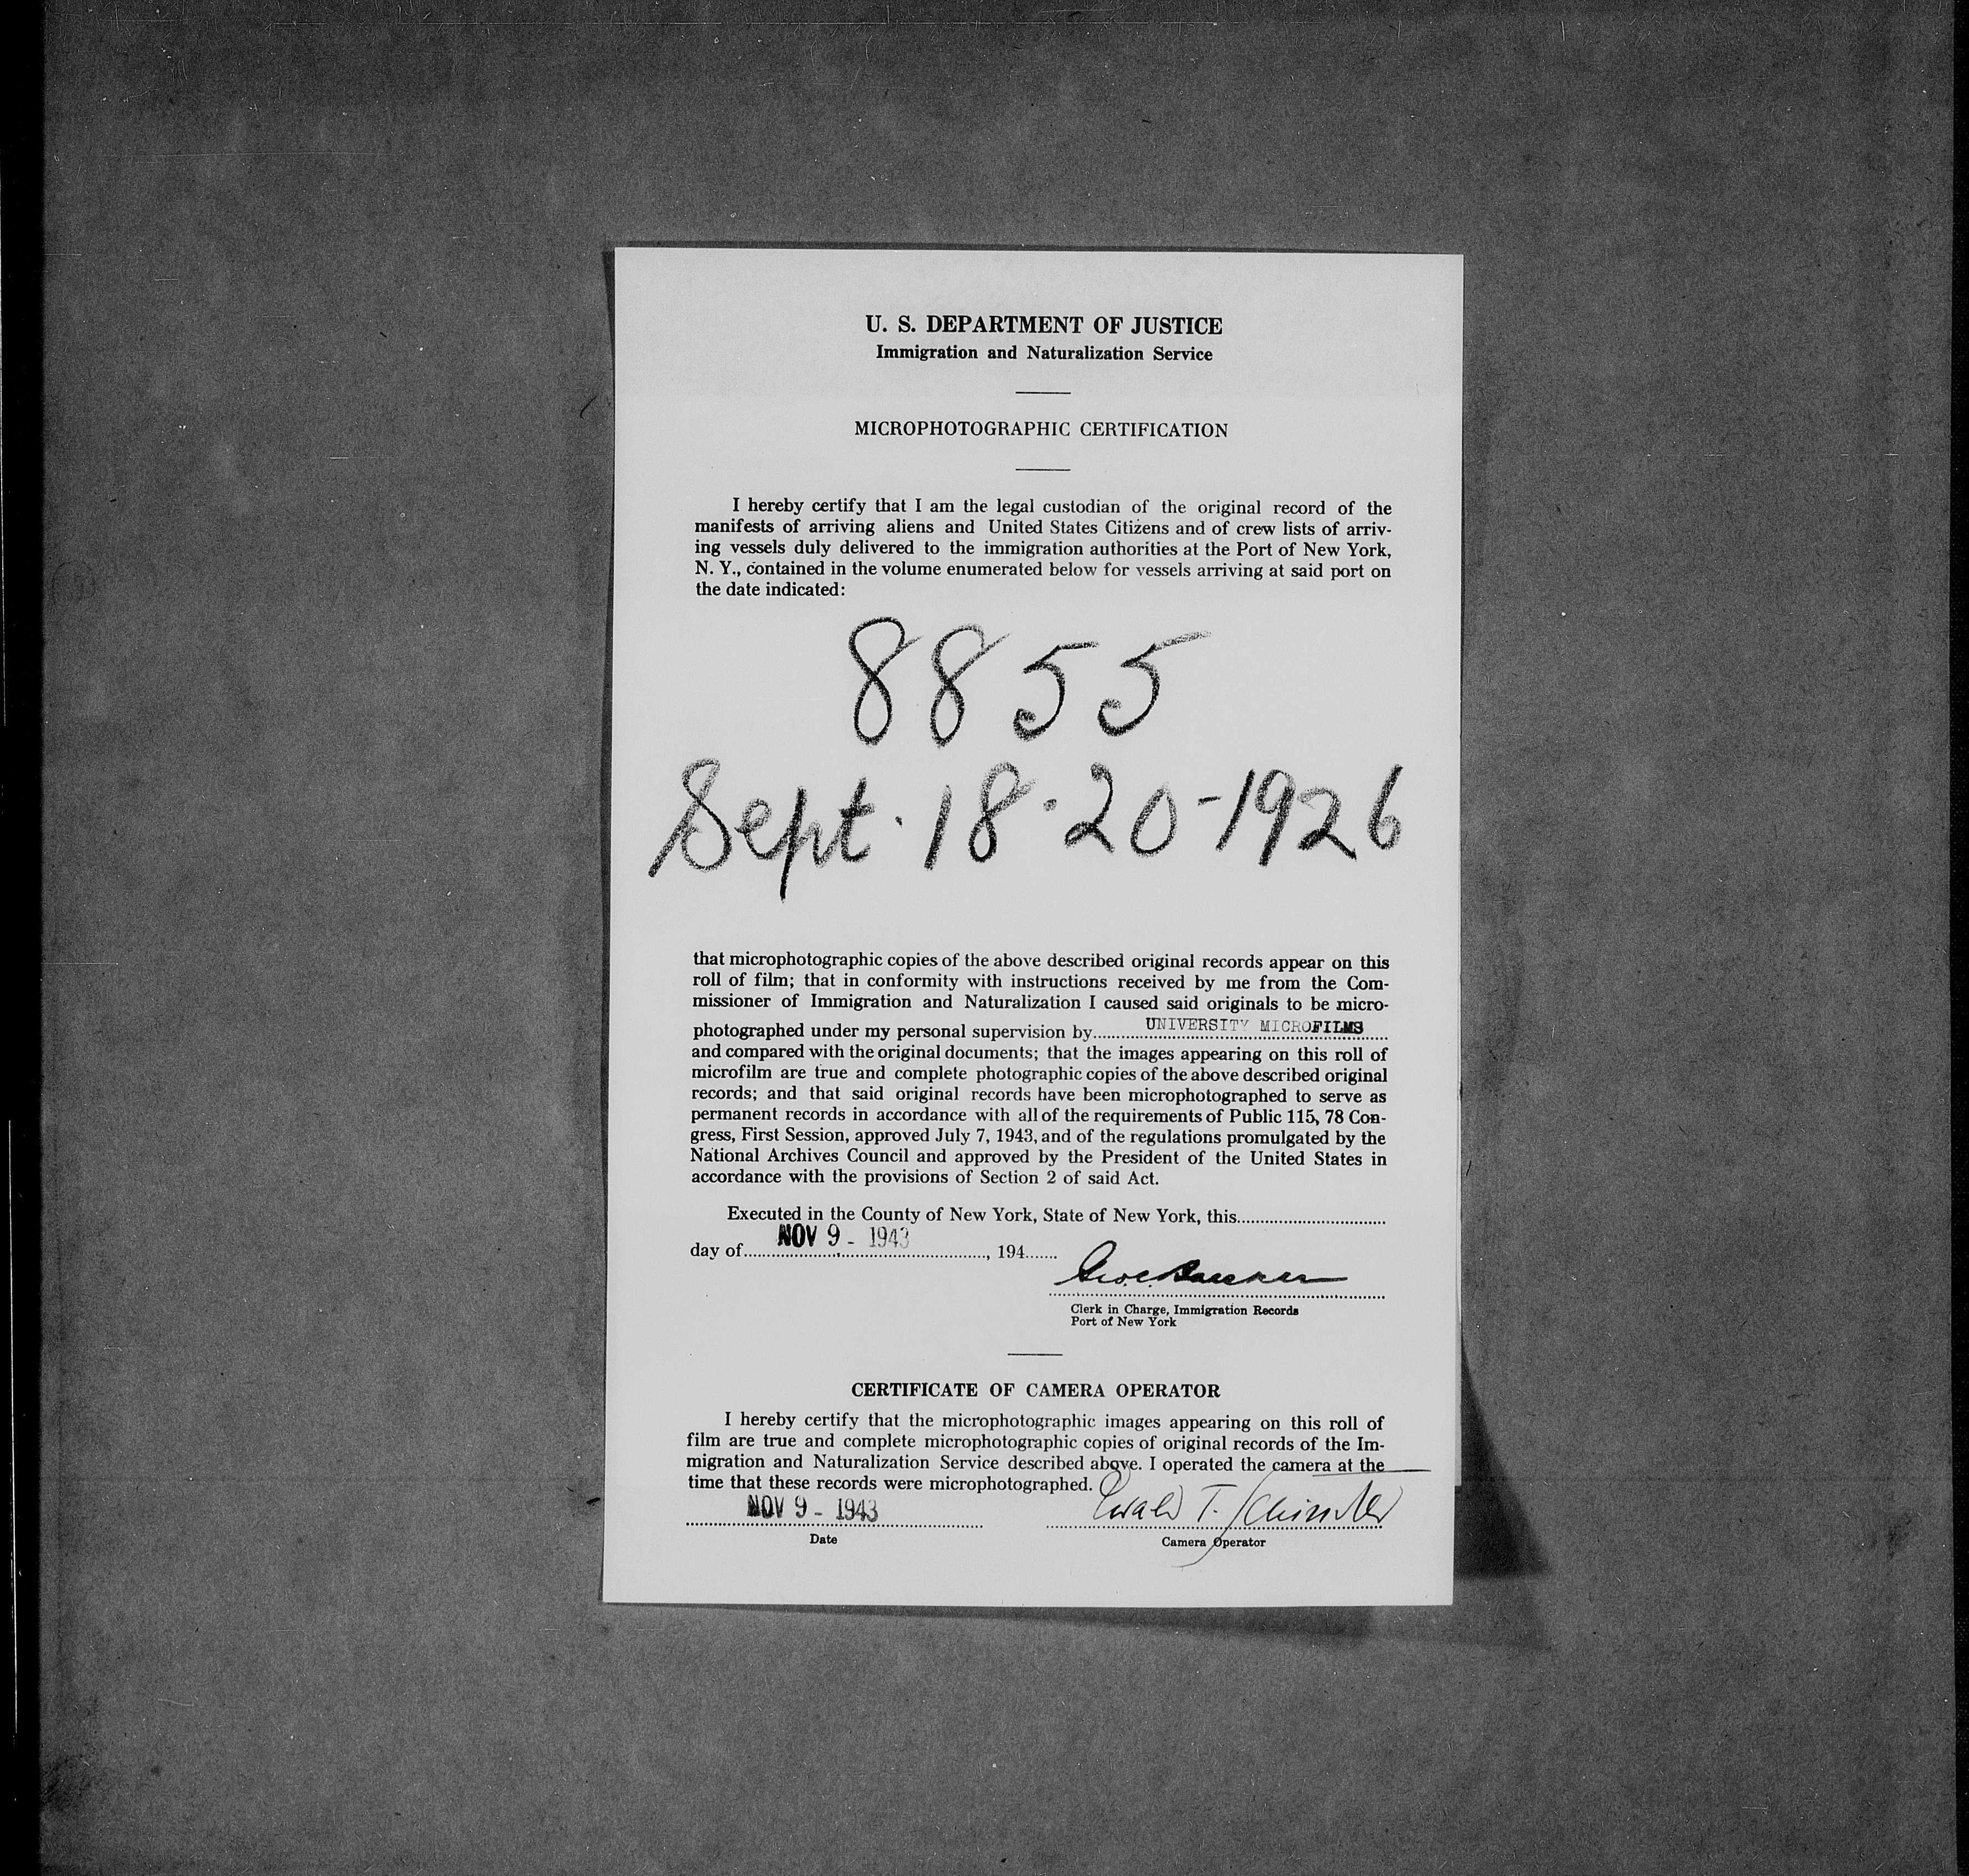 U. S. DEPARTMENT OF JUSTICE
Immigration and Naturalization Service
MICROPHOTOGRAPHIC CERTIFICATION
I hereby certify that I am the legal custodian of the original record of the
manifests of arriving aliens and United States Citizens and of crew lists of arriv-
ing vessels duly delivered to the immigration authorities at the Port of New York,
N. Y., contained in the volume enumerated below for vessels arriving at said port on
the date indicated:
8855
Sept. 18-20-1926
that microphotographic copies of the above described original records appear on this
roll of film; that in conformity with instructions received by me from the Com-
missioner of Immigration and Naturalization I caused said originals to be micro-
photographed under my personal supervision by UNIVERSITY MICROFILMS
and compared with the original documents; that the images appearing on this roll of
microfilm are true and complete photographic copies of the above described original
records; and that said original records have been microphotographed to serve as
permanent records in accordance with all of the requirements of Public 115, 78 Con-
gress, First Session, approved July 7, 1943, and of the regulations promulgated by the
National Archives Council and approved by the President of the United States in
accordance with the provisions of Section 2 of said Act.
Executed in the County of New York, State of New York, this
day of NOV 9 - 1943, 194
Clerk in Charge, Immigration Records
Port of New York
CERTIFICATE OF CAMERA OPERATOR
I hereby certify that the microphotographic images appearing on this roll of
film are true and complete microphotographic copies of original records of the Im-
migration and Naturalization Service described above. I operated the camera at the
time that these records were microphotographed.
NOV 9 - 1943 Ewald T.
Date
Camera Operator